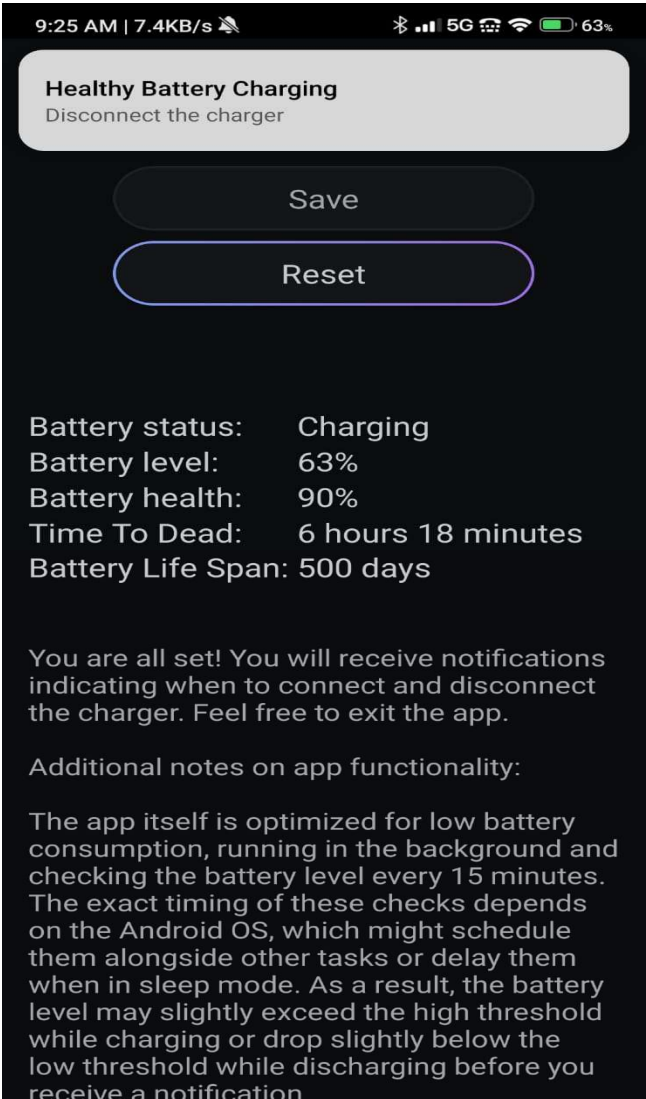 9:25 AM | 7.4KB/s 5G 63%
Healthy Battery Charging
Disconnect the charger
Save
Reset
Battery status: Charging
Battery level: 63%
Battery health: 90%
Time To Dead: 6 hours 18 minutes
Battery Life Span: 500 days
You are all set! You will receive notifications
indicating when to connect and disconnect
the charger. Feel free to exit the app.
Additional notes on app functionality:
The app itself is optimized for low battery
consumption, running in the background and
checking the battery level every 15 minutes.
The exact timing of these checks depends
on the Android OS, which might schedule
them alongside other tasks or delay them
when in sleep mode. As a result, the battery
level may slightly exceed the high threshold
while charging or drop slightly below the
low threshold while discharging before you
receive a notification